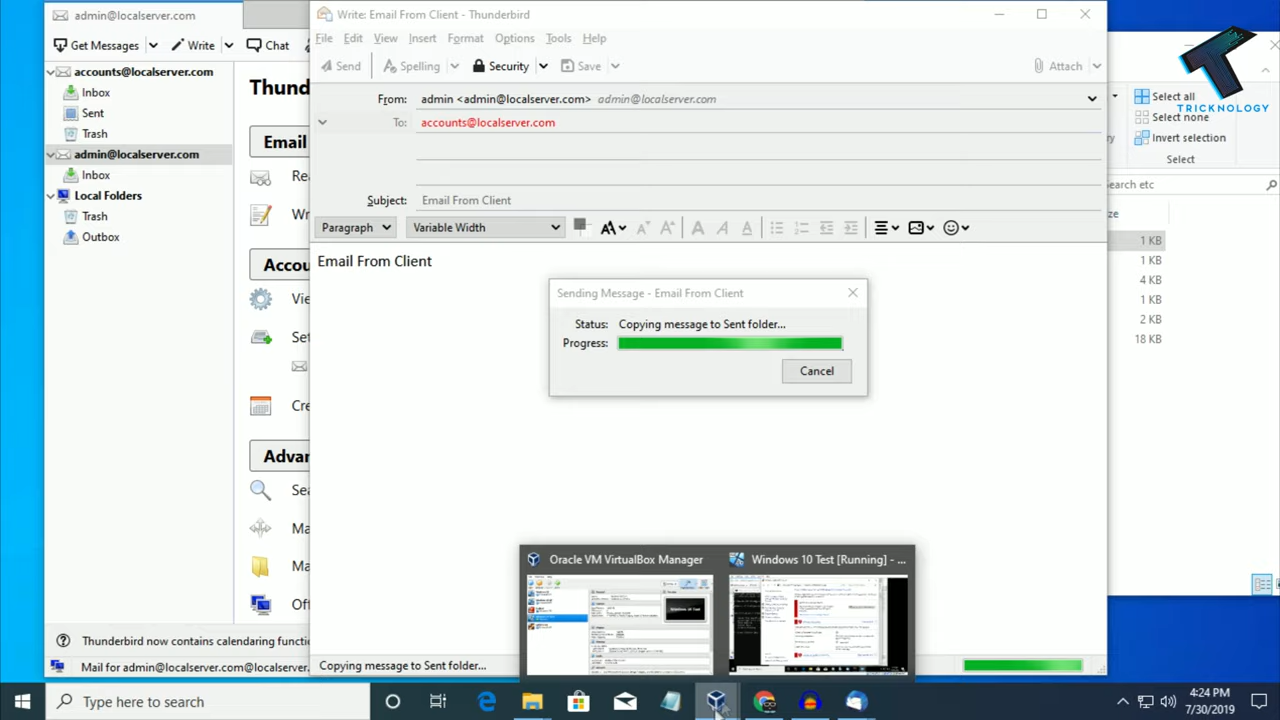 admin@localserver.com
Get Messages
Write
Chat
accounts@localserver.com
Inbox
Sent
Trash
admin@localserver.com
Inbox
Local Folders
Trash
Outbox
Thund
Email
Rea
Wr
Accou
Vie
Set
Cre
Advan
Sea
Ma
Ma
Off
Thunderbird now contains calendaring functi
Mail for admin@localserver.com@localserver.
Write: Email From Client - Thunderbird
File Edit View Insert Format Options Tools Help
Send Spelling Security Save Attach
From: admin <admin@localserver.com> admin@localserver.com
To: accounts@localserver.com
Subject: Email From Client
Paragraph Variable Width
Email From Client
Sending Message - Email From Client
Status: Copying message to Sent folder...
Progress:
Cancel
Copying message to Sent folder...
Oracle VM VirtualBox Manager
Windows 10 Test [Running] - ...
TRICKNOLOGY
Select all
Select none
Invert selection
Select
earch etc
ze
1 KB
1 KB
4 KB
1 KB
2 KB
18 KB
Type here to search
4:24 PM
7/30/2019